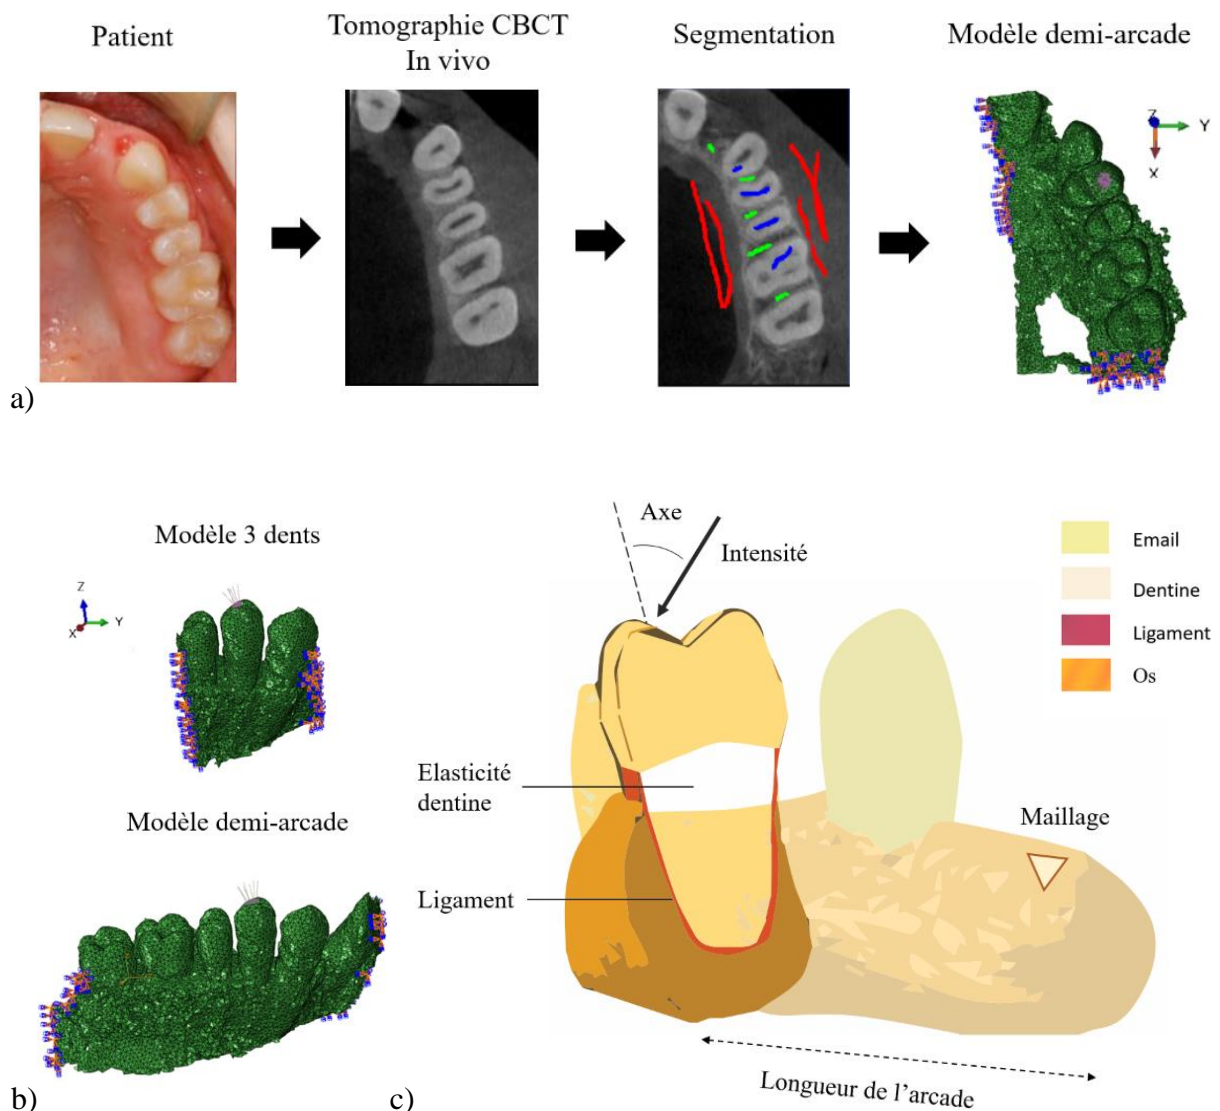 Patient
Tomographie CBCT
In vivo
Segmentation
Modèle demi-arcade
Z
Y
X
a)
Modèle 3 dents
Z
X
Y
Modèle demi-arcade
b)
Axe
Intensité
Email
Dentine
Ligament
Os
Elasticité
dentine
Maillage
Ligament
Longueur de l'arcade
c)